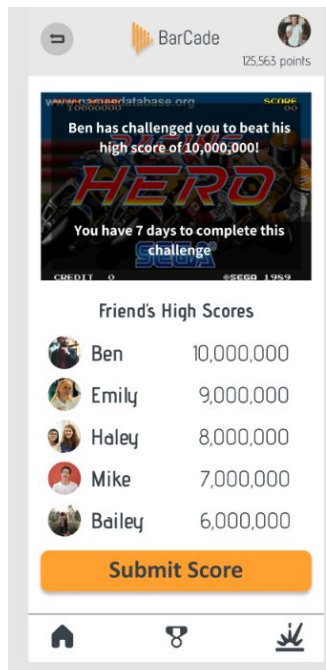 BarCade
125,563 points
www.gamesdatabase.org
SCORE
10000000
00
Ben has challenged you to beat his
high score of 10,000,000!
HERO
You have 7 days to complete this
challenge
SEGA
CREDIT 0
©SEGA 1989
Friend's High Scores
Ben 10,000,000
Emily 9,000,000
Haley 8,000,000
Mike 7,000,000
Bailey 6,000,000
Submit Score